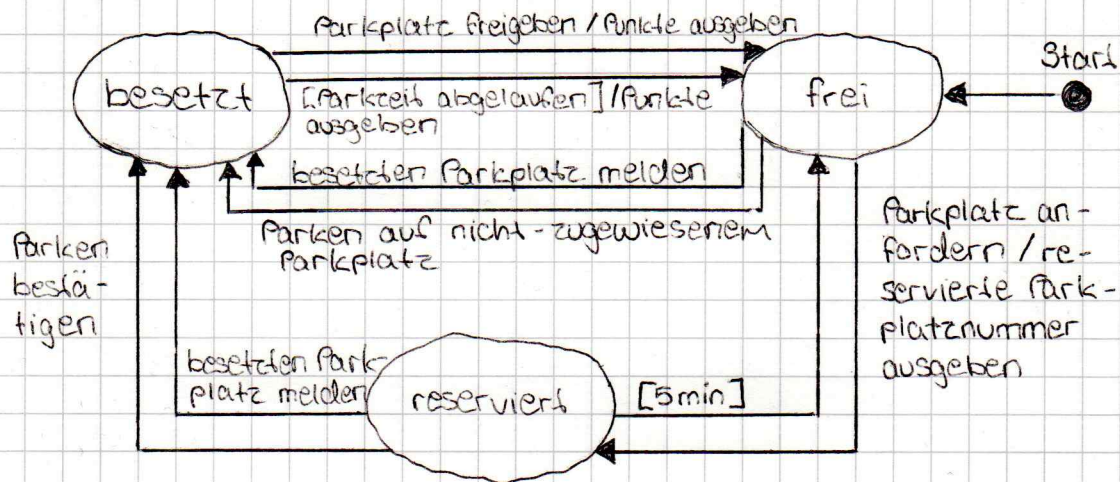 Parkplatz freigeben / Punkte ausgeben
Start
besetzt
[Parkzeit abgelaufen] / Punkte
ausgeben
frei
besetzten Parkplatz melden
Parken auf nicht-zugewiesenem
Parkplatz
Parkplatz an-
fordern / re-
servierte Park-
platznummer
ausgeben
Parken
bestä-
tigen
besetzten Park-
platz melden
reserviert
[5min]